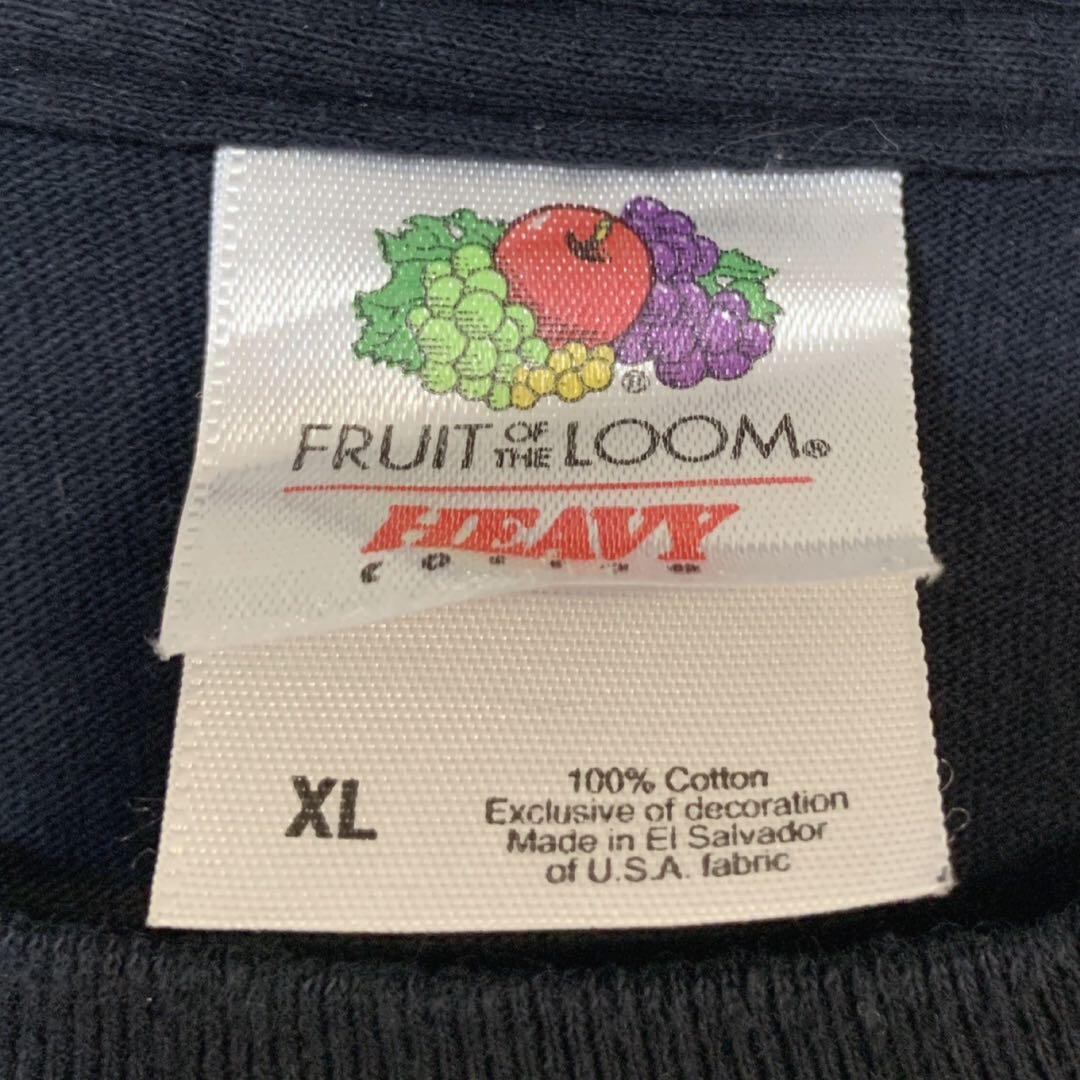 ®
FRUIT OF THE LOOM®
HEAVY
XL
100% Cotton
Exclusive of decoration
Made in El Salvador
of U.S.A. fabric